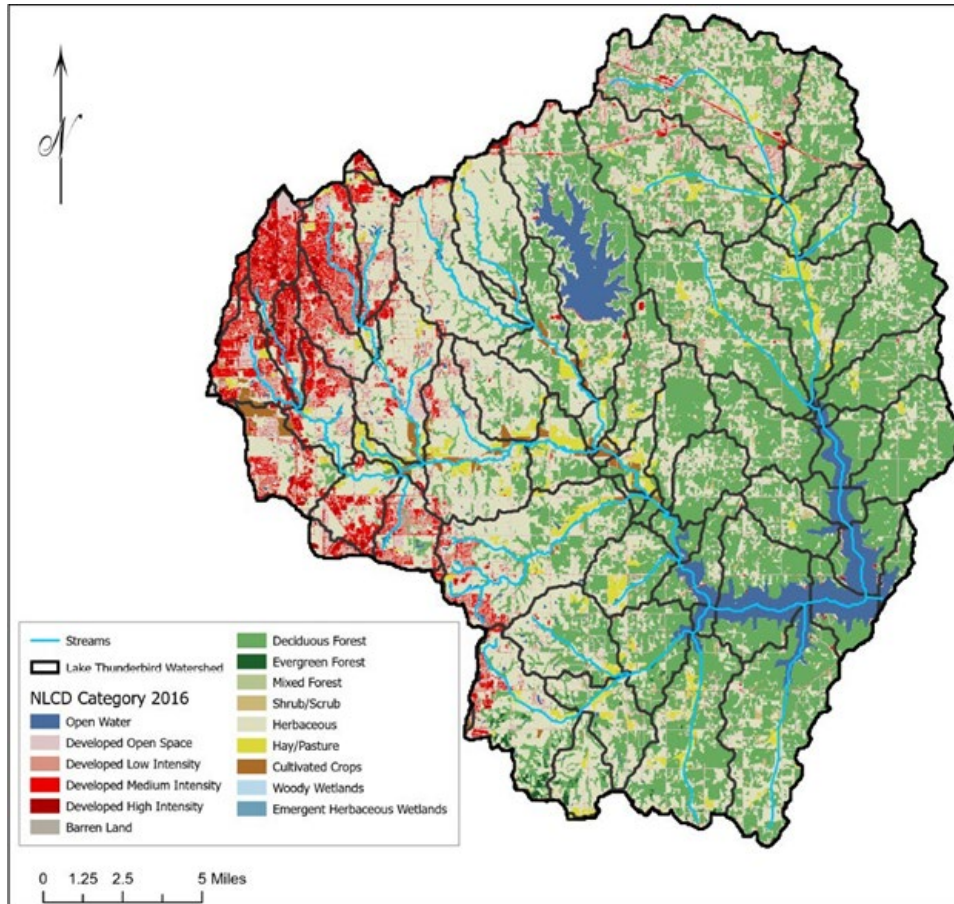 N
Streams
Lake Thunderbird Watershed
NLCD Category 2016
Open Water
Developed Open Space
Developed Low Intensity
Developed Medium Intensity
Developed High Intensity
Barren Land
Deciduous Forest
Evergreen Forest
Mixed Forest
Shrub/Scrub
Herbaceous
Hay/Pasture
Cultivated Crops
Woody Wetlands
Emergent Herbaceous Wetlands
0 1.25 2.5 5 Miles